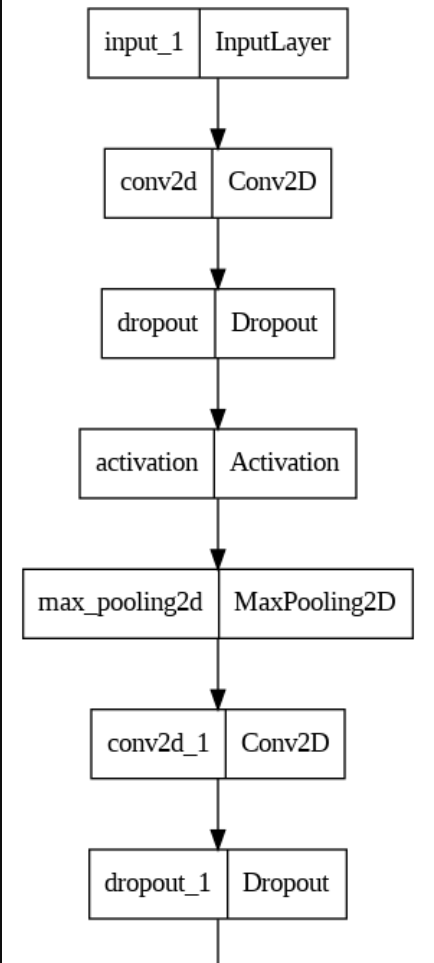 input_1 InputLayer
conv2d Conv2D
dropout Dropout
activation Activation
max_pooling2d MaxPooling2D
conv2d_1 Conv2D
dropout_1 Dropout